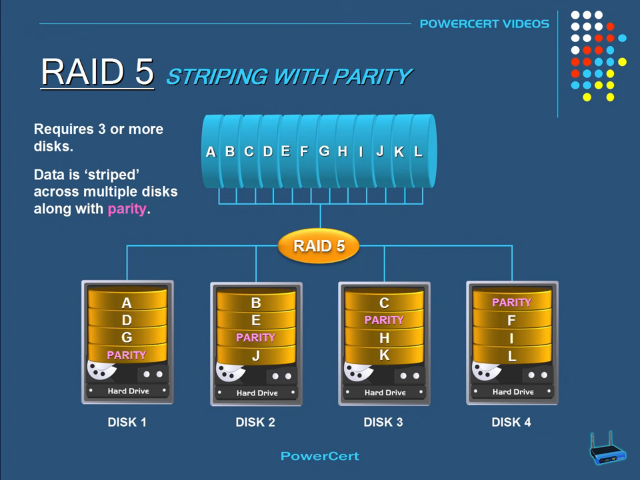 POWERCERT VIDEOS
RAID 5 STRIPING WITH PARITY
Requires 3 or more
disks.
Data is ‘striped’
across multiple disks
along with parity.
A B C D E F G H I J K L
RAID 5
A
D
G
PARITY
Hard Drive
DISK 1
B
E
PARITY
J
Hard Drive
DISK 2
C
PARITY
H
K
Hard Drive
DISK 3
PARITY
F
I
L
Hard Drive
DISK 4
PowerCert